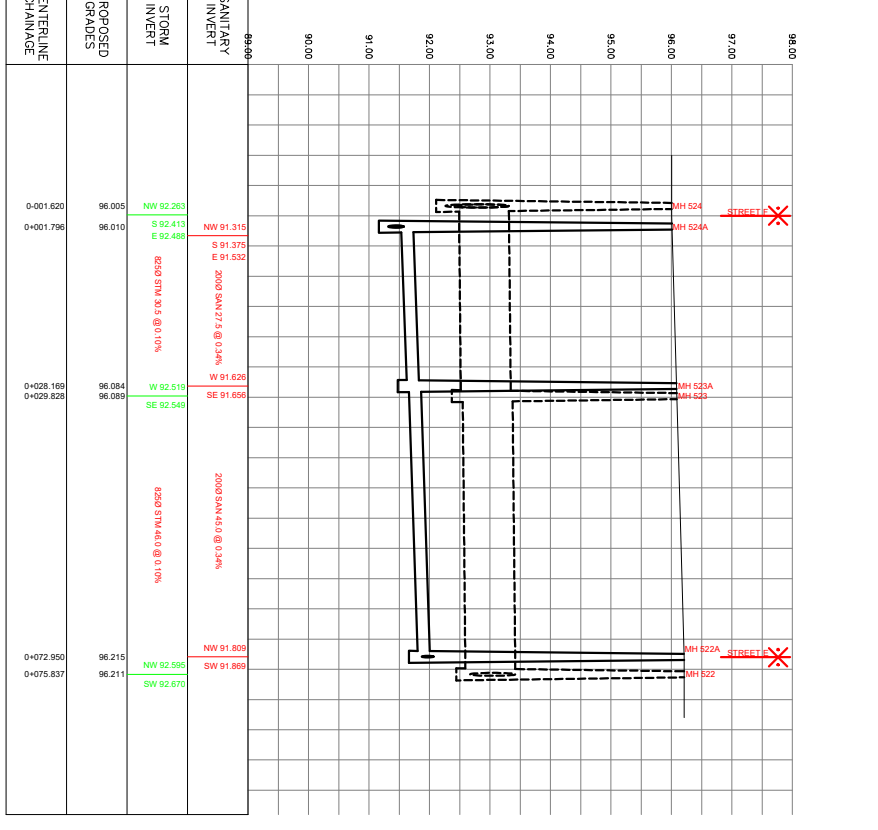 98.00
97.00
96.00
95.00
94.00
93.00
92.00
91.00
90.00
89.00
SANITARY
INVERT
STORM
INVERT
ROPOSED
GRADES
ENTERLINE
CHAINAGE
STREET F
MH 524
MH 524A
MH 523A
MH 523
MH 522A
STREET E
MH 522
NW 91.315
S 91.375
E 91.532
200Ø SAN 27.5 @ 0.34%
W 91.626
SE 91.656
200Ø SAN 45.0 @ 0.34%
NW 91.809
SW 91.869
NW 92.263
S 92.413
E 92.488
825Ø STM 30.5 @ 0.10%
W 92.519
SE 92.549
825Ø STM 46.0 @ 0.10%
NW 92.595
SW 92.670
96.005
96.010
96.084
96.089
96.215
96.211
0-001.620
0+001.796
0+028.169
0+029.828
0+072.950
0+075.837